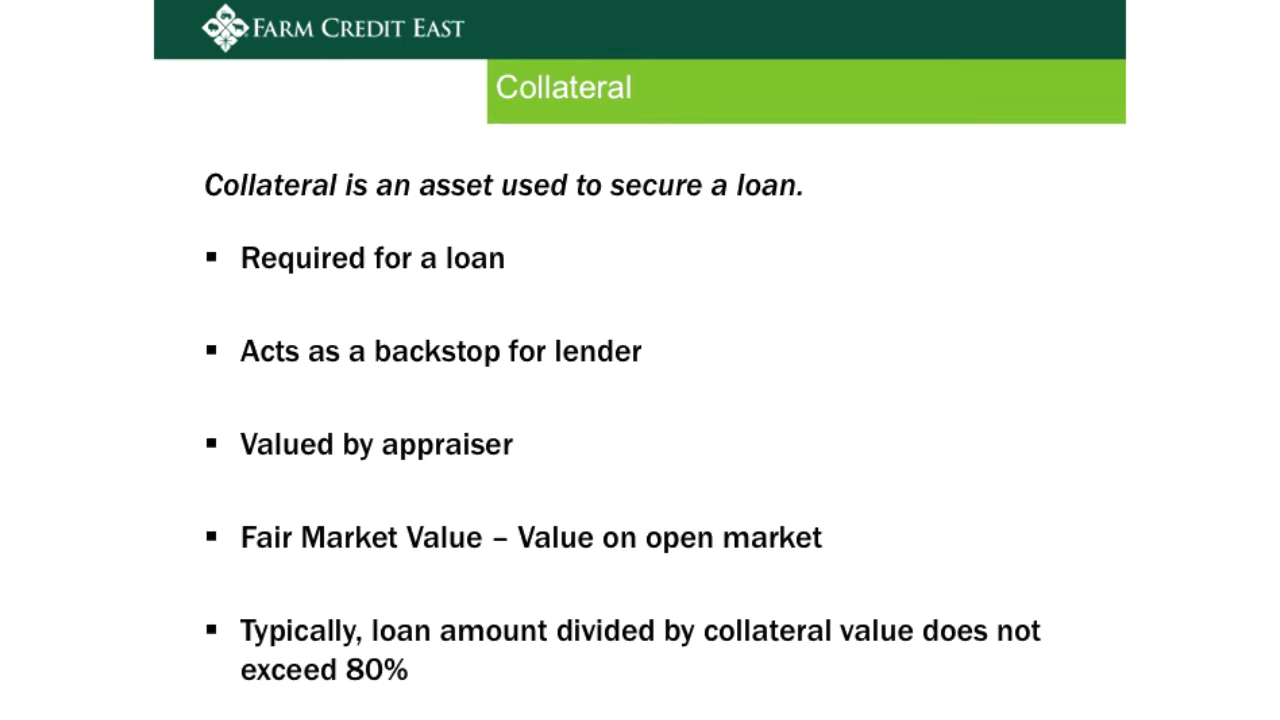 FARM CREDIT EAST
Collateral
Collateral is an asset used to secure a loan.
▪ Required for a loan
▪ Acts as a backstop for lender
▪ Valued by appraiser
▪ Fair Market Value – Value on open market
▪ Typically, loan amount divided by collateral value does not
exceed 80%